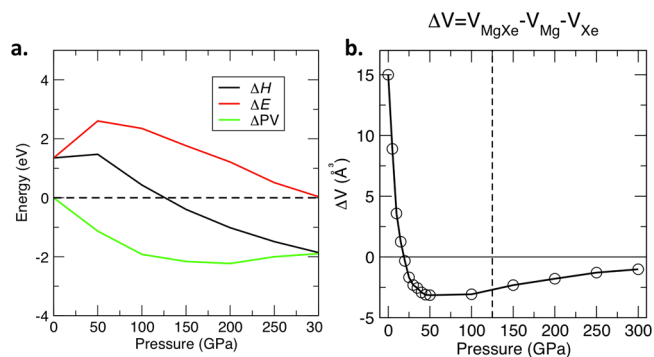 ΔV=V_MgXe-V_Mg-V_Xe
a.
b.
4
2
0
-2
-4
Energy (eV)
ΔH
ΔE
ΔPV
0 50 100 150 200 250 300
Pressure (GPa)
15
10
5
0
-5
ΔV (Å³)
0 50 100 150 200 250 300
Pressure (GPa)